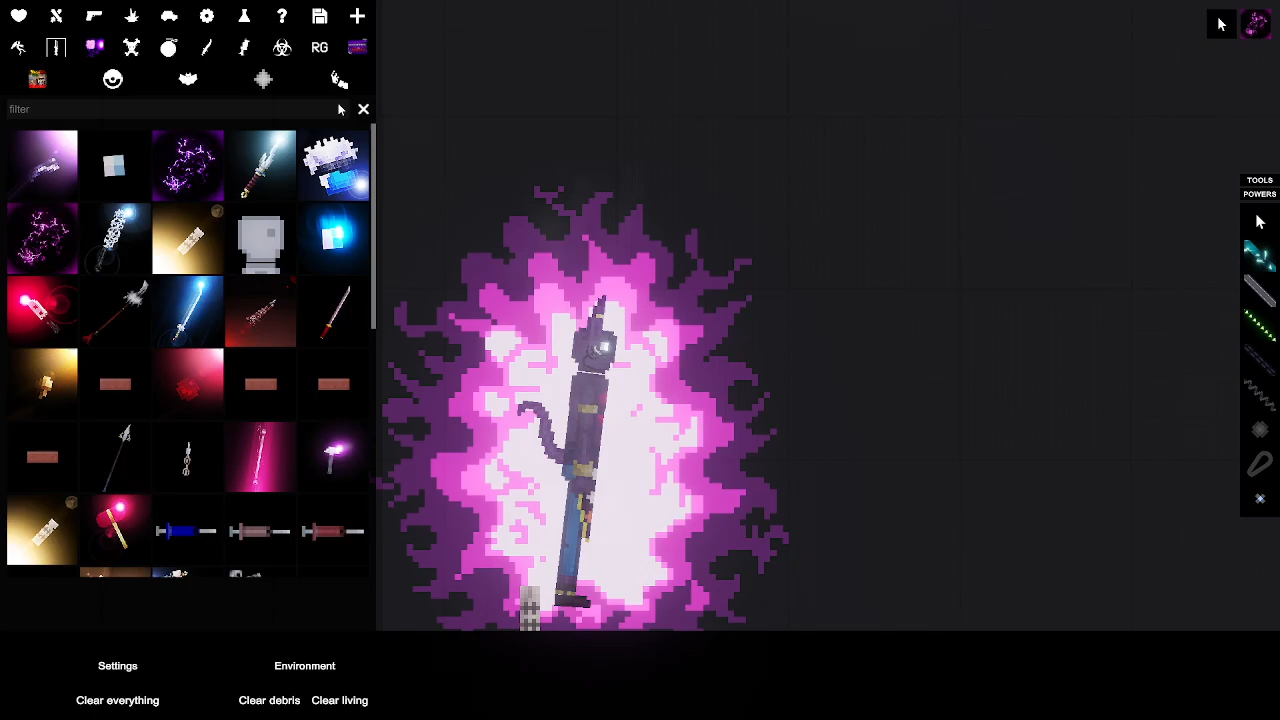 RG
filter
TOOLS
POWERS
Settings
Environment
Clear everything
Clear debris
Clear living